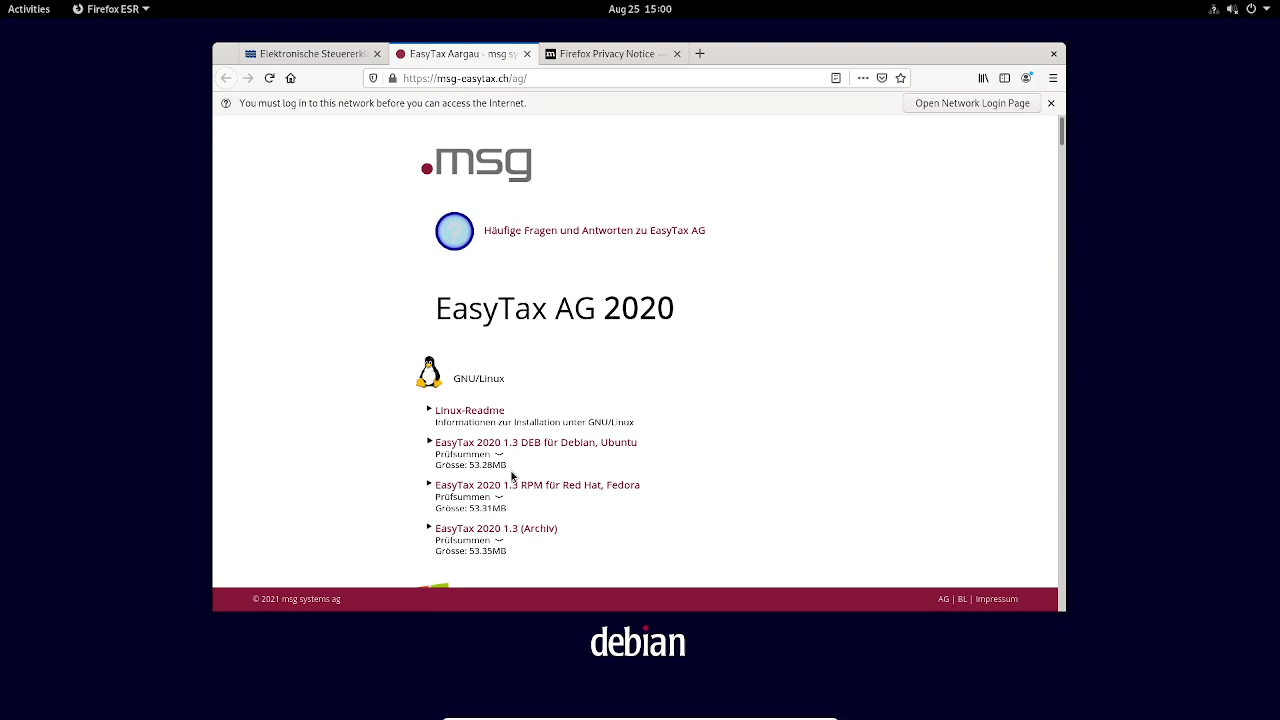 Activities
Firefox ESR
Aug 25 15:00
Elektronische Steuererkl
EasyTax Aargau - msg sy
Firefox Privacy Notice —
https://msg-easytax.ch/ag/
You must log in to this network before you can access the Internet.
Open Network Login Page
msg
Häufige Fragen und Antworten zu EasyTax AG
EasyTax AG 2020
GNU/Linux
Linux-Readme
Informationen zur Installation unter GNU/Linux
EasyTax 2020 1.3 DEB für Debian, Ubuntu
Prüfsummen
Grösse: 53.28MB
EasyTax 2020 1.3 RPM für Red Hat, Fedora
Prüfsummen
Grösse: 53.31MB
EasyTax 2020 1.3 (Archiv)
Prüfsummen
Grösse: 53.35MB
© 2021 msg systems ag
AG | BL | Impressum
debian